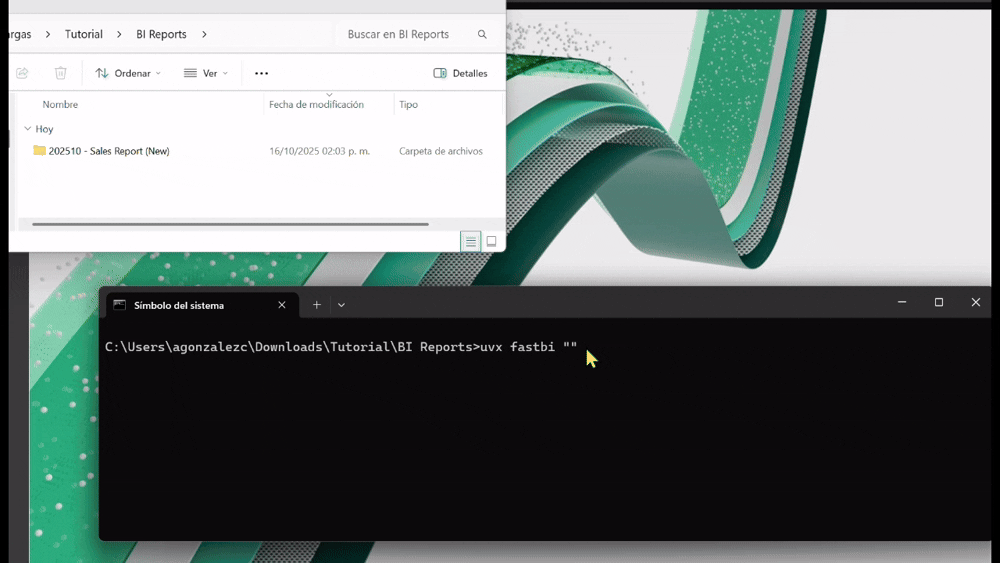 Tutorial > BI Reports >
Buscar en BI Reports
Ordenar
Ver
Detalles
Nombre
Fecha de modificación
Tipo
Hoy
202510 - Sales Report (New)
16/10/2025 02:03 p. m.
Carpeta de archivos
Símbolo del sistema
C:\Users\agonzalezc\Downloads\Tutorial\BI Reports>uvx fastbi ""